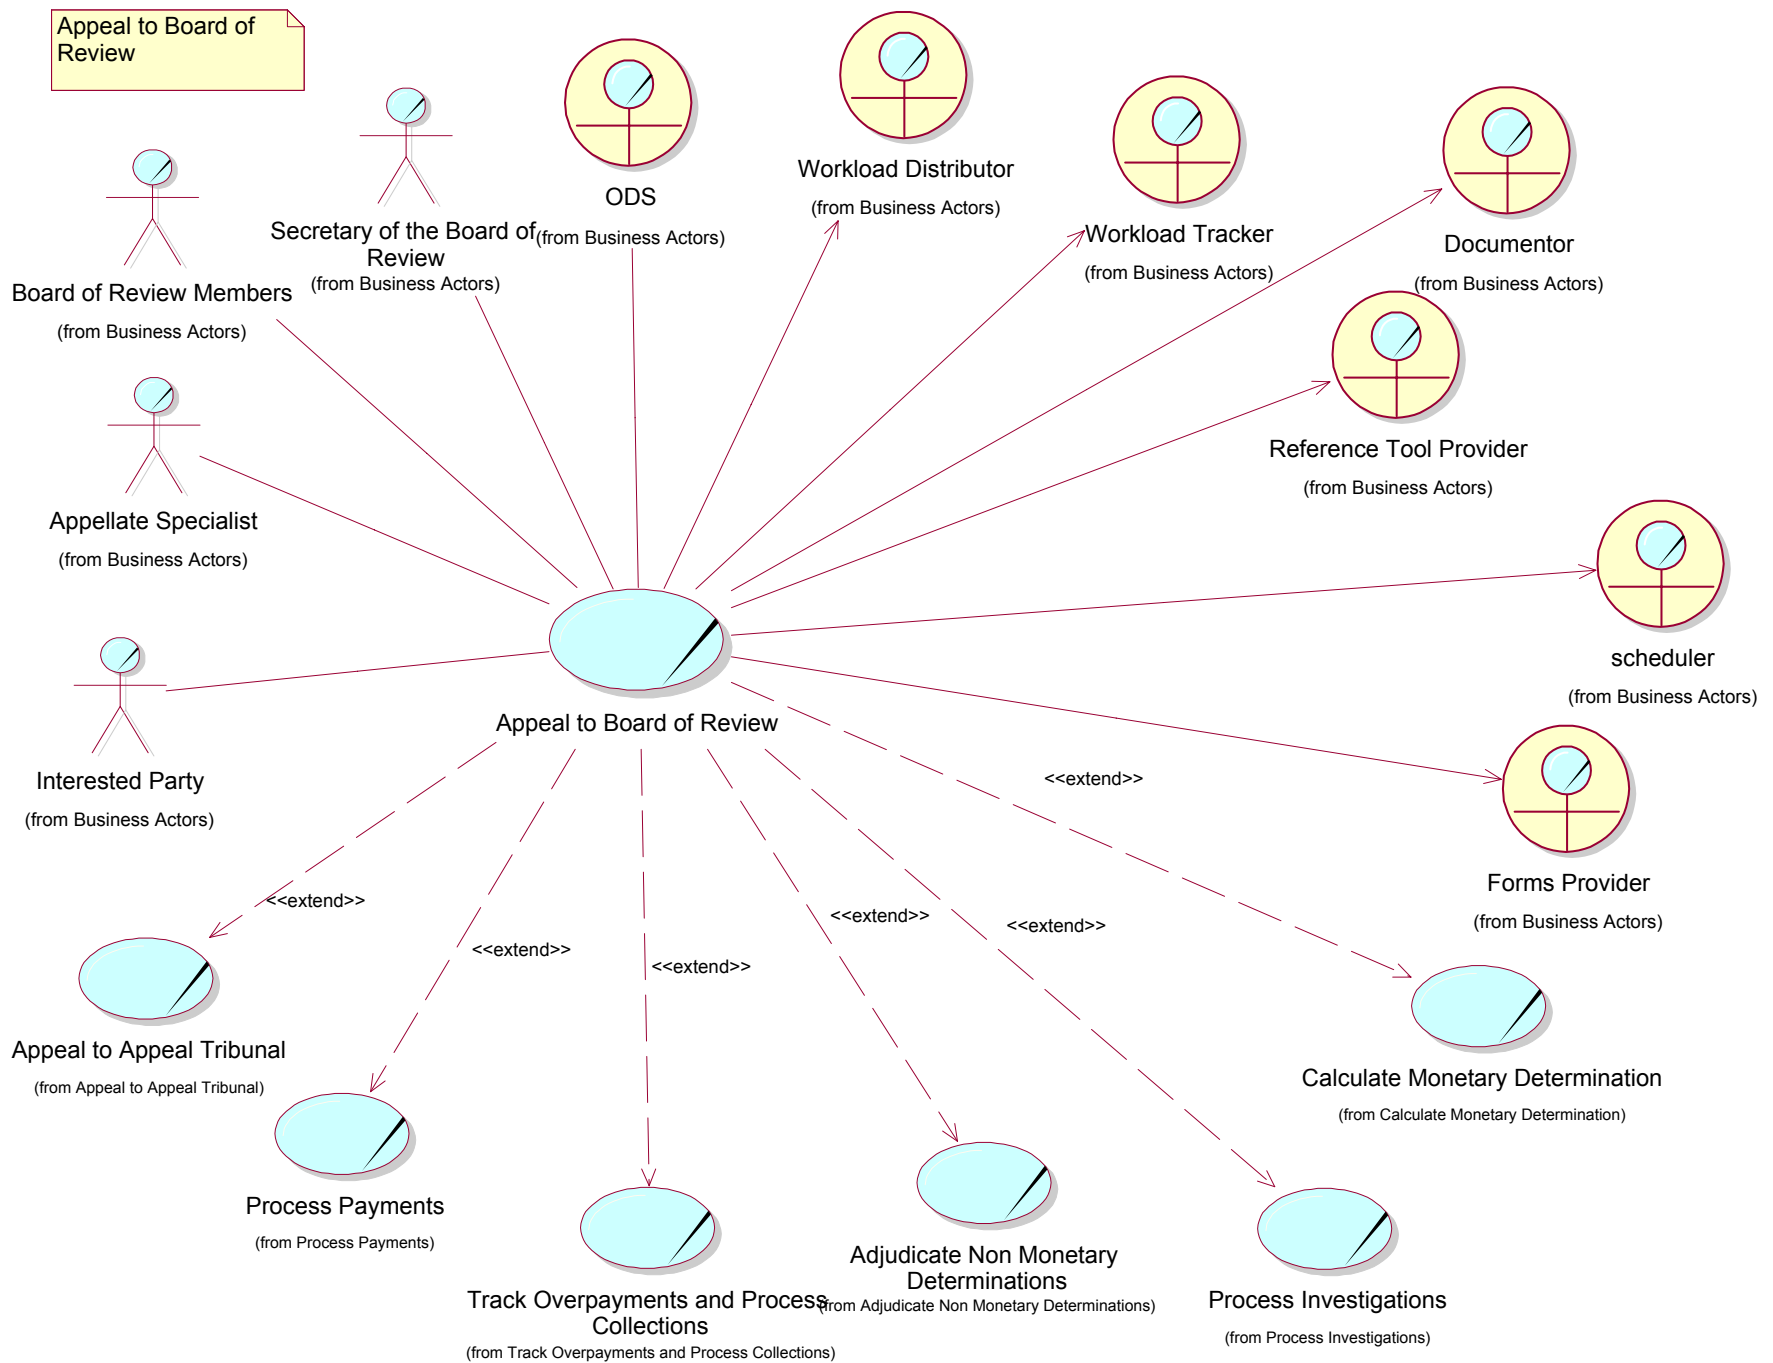 Appeal to Board of
Review
Board of Review Members
(from Business Actors)
Secretary of the Board of
Review
(from Business Actors)
ODS
(from Business Actors)
Workload Distributor
(from Business Actors)
Workload Tracker
(from Business Actors)
Documentor
(from Business Actors)
Reference Tool Provider
(from Business Actors)
Appellate Specialist
(from Business Actors)
scheduler
(from Business Actors)
Interested Party
(from Business Actors)
Appeal to Board of Review
Forms Provider
(from Business Actors)
<<extend>>
<<extend>>
<<extend>>
<<extend>>
<<extend>>
<<extend>>
Appeal to Appeal Tribunal
(from Appeal to Appeal Tribunal)
Process Payments
(from Process Payments)
Track Overpayments and Process
Collections
(from Track Overpayments and Process Collections)
Adjudicate Non Monetary
Determinations
(from Adjudicate Non Monetary Determinations)
Process Investigations
(from Process Investigations)
Calculate Monetary Determination
(from Calculate Monetary Determination)